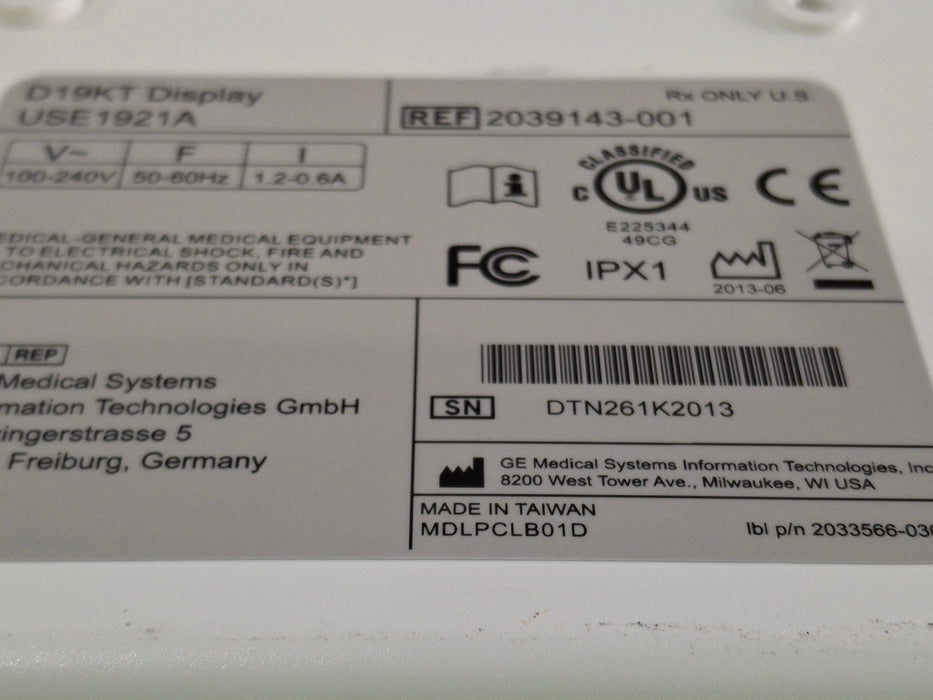 D19KT Display
USE1921A
Rx ONLY U.S.
REF 2039143-001
V~ F I
100-240V 50-60Hz 1.2-0.6A
CLASSIFIED
C UL US
CE
E225344
49CG
EDICAL-GENERAL MEDICAL EQUIPMENT
TO ELECTRICAL SHOCK, FIRE AND
CHANICAL HAZARDS ONLY IN
CORDANCE WITH [STANDARD(S)*]
FC
IPX1
2013-06
REP
Medical Systems
mation Technologies GmbH
ingerstrasse 5
Freiburg, Germany
SN DTN261K2013
GE Medical Systems Information Technologies, Inc
8200 West Tower Ave., Milwaukee, WI USA
MADE IN TAIWAN
MDLPCLB01D
lbl p/n 2033566-030